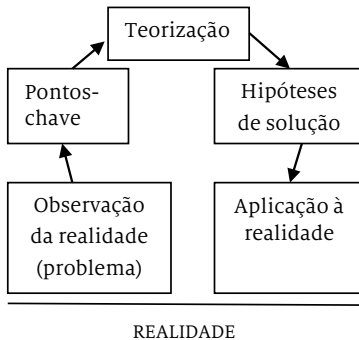 Teorização
Pontos-
chave
Hipóteses
de solução
Observação
da realidade
(problema)
Aplicação à
realidade
REALIDADE